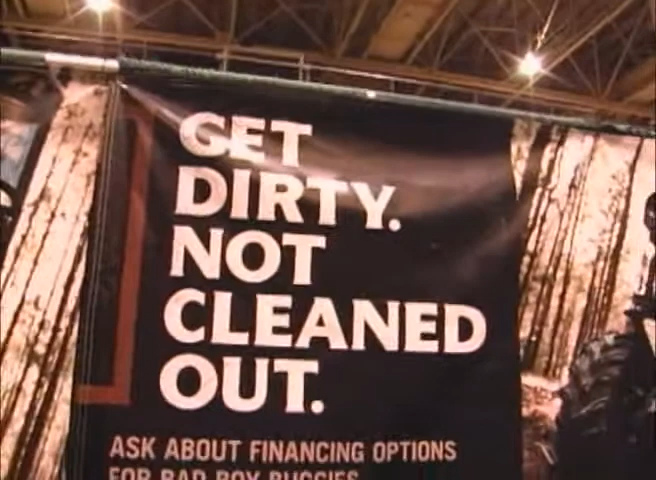 GET
DIRTY.
NOT
CLEANED
OUT.
ASK ABOUT FINANCING OPTIONS
FOR BAD BOY BUGGIES